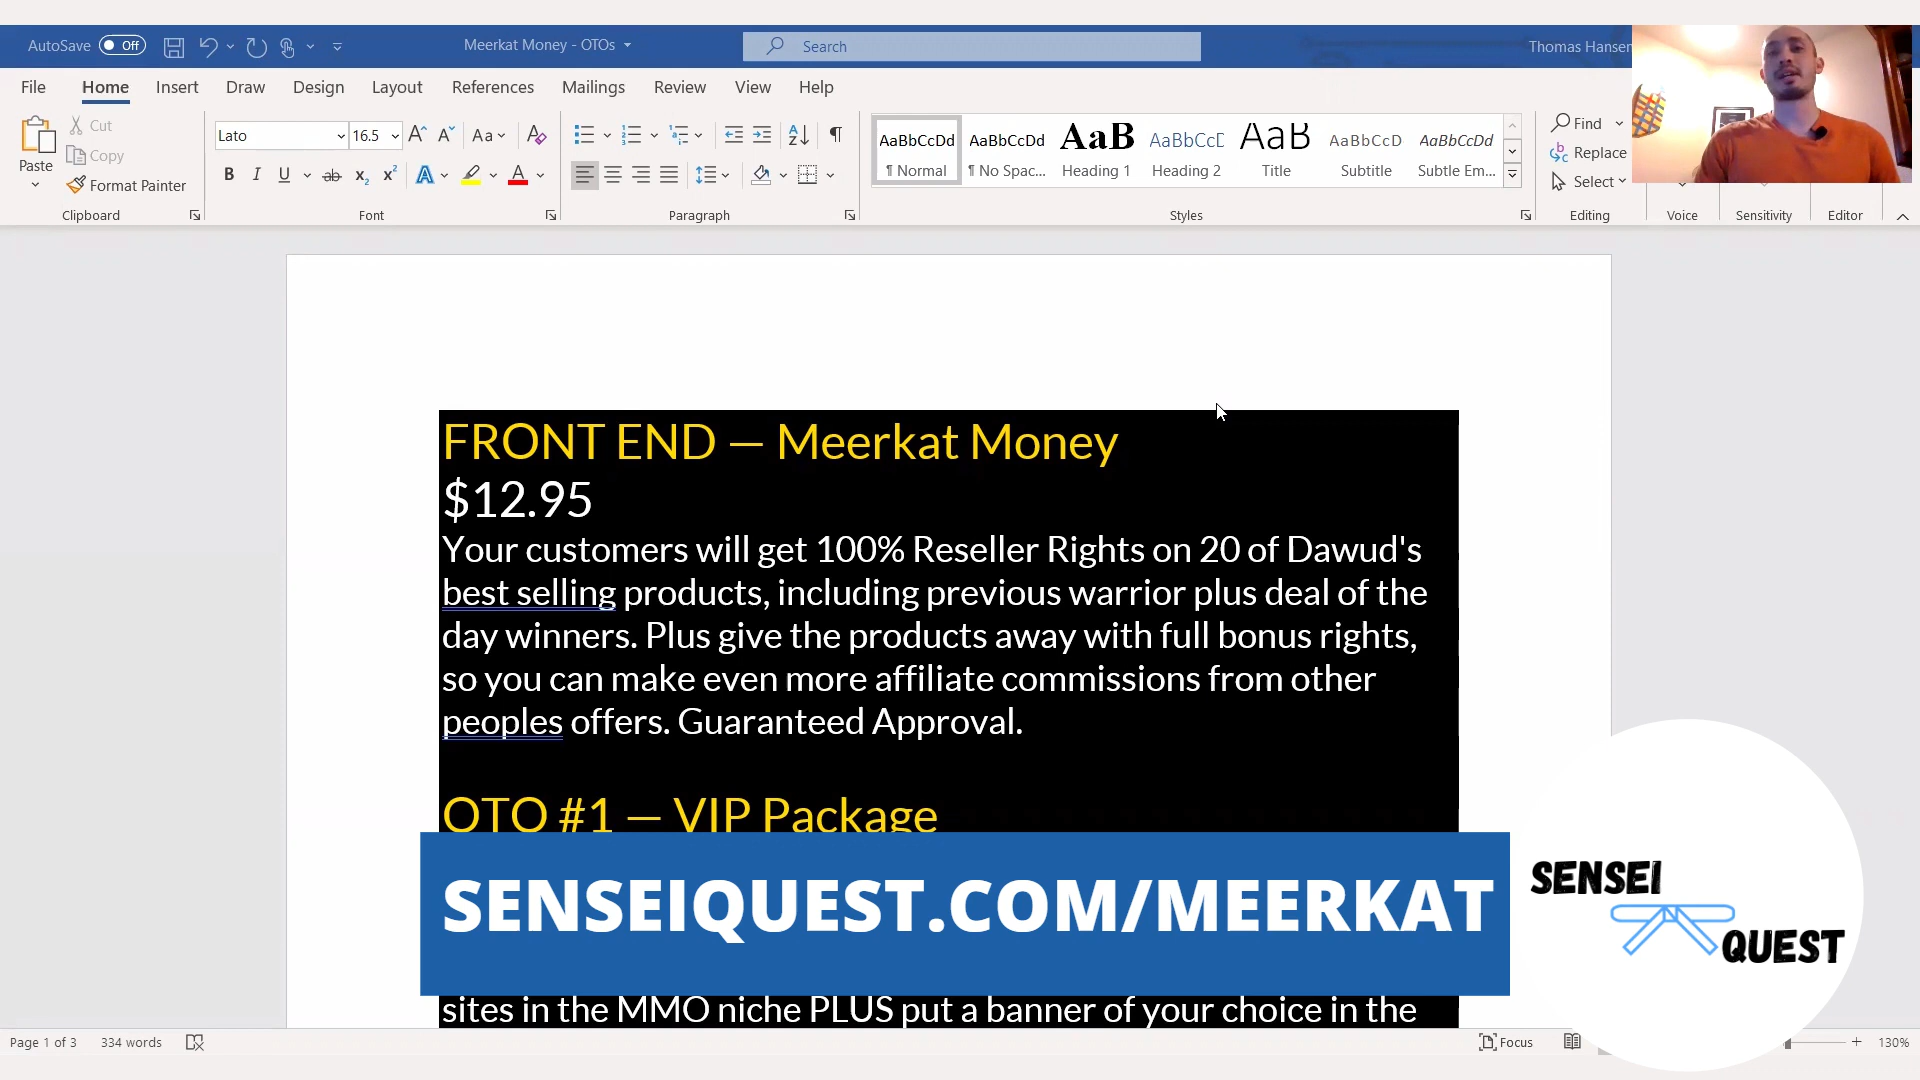 AutoSave Off
Meerkat Money - OTOs
Search
Thomas Hansen
File Home Insert Draw Design Layout References Mailings Review View Help
Paste
Cut
Copy
Format Painter
Clipboard
Lato 16.5
Aa
B I U ab x₂ x² A A
Font
Paragraph
AaBbCcDd AaBbCcDd AaB AaBbCcD AaB AaBbCcD AaBbCcDd
¶ Normal ¶ No Spac... Heading 1 Heading 2 Title Subtitle Subtle Em...
Styles
Find
Replace
Select
Editing
Voice
Sensitivity
Editor
FRONT END — Meerkat Money
$12.95
Your customers will get 100% Reseller Rights on 20 of Dawud's
best selling products, including previous warrior plus deal of the
day winners. Plus give the products away with full bonus rights,
so you can make even more affiliate commissions from other
peoples offers. Guaranteed Approval.
OTO #1 — VIP Package
SENSEIQUEST.COM/MEERKAT
SENSEI
QUEST
sites in the MMO niche PLUS put a banner of your choice in the
Page 1 of 3 334 words
Focus
130%